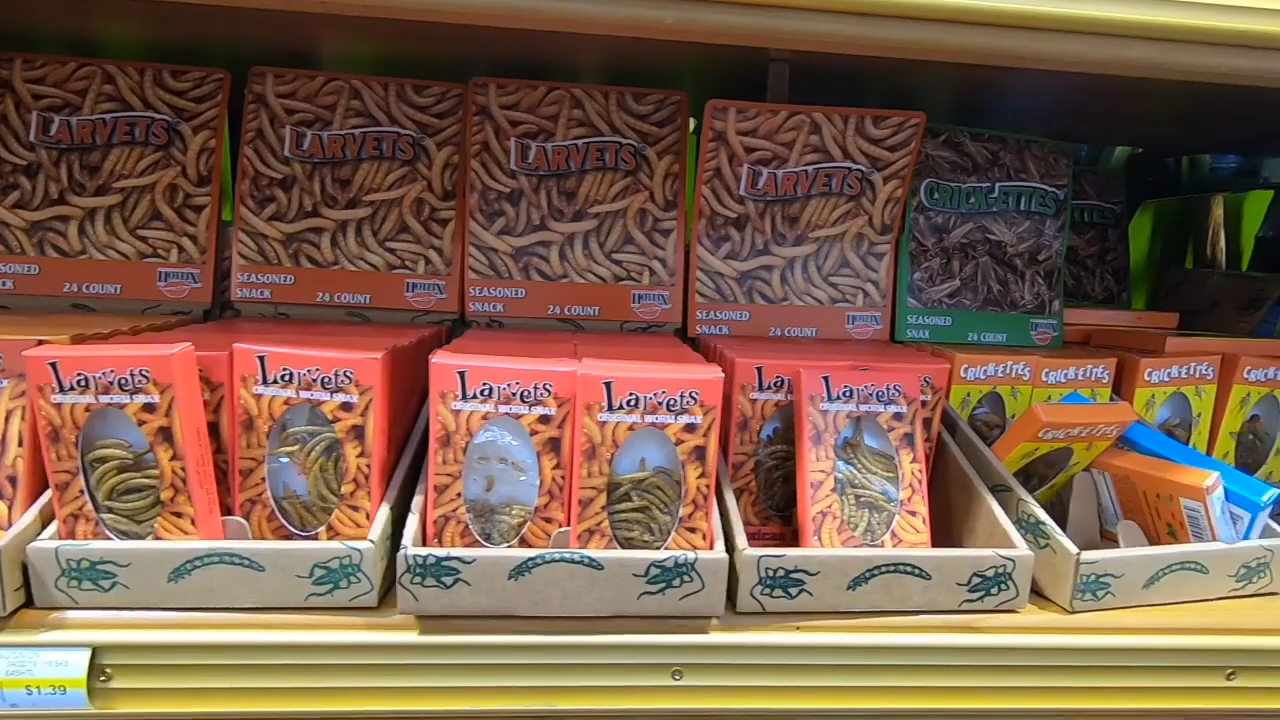 LARVETS
LARVETS
LARVETS
LARVETS
CRICK-ETTES
ETTES
SEASONED
SNACK
24 COUNT
HOTLIX
SEASONED
SNACK
24 COUNT
HOTLIX
SEASONED
SNACK
24 COUNT
HOTLIX
SEASONED
SNAX
24 COUNT
HOTLIX
24 COUNT
HOTLIX
Larvets
ORIGINAL WORM SNAX
Larvets
ORIGINAL WORM SNAX
Larvets
ORIGINAL WORM SNAX
Larvets
ORIGINAL WORM SNAX
Larvets
ORIGINAL WORM SNAX
CRICK-ETTES
CRICK-ETTES
CRICK-ETTES
CRICK-ETTES
$1.39